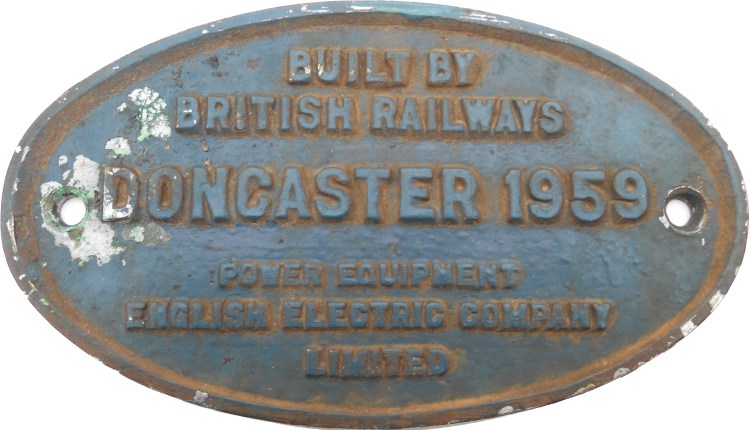 BUILT BY
BRITISH RAILWAYS
DONCASTER 1959
POWER EQUIPMENT
ENGLISH ELECTRIC COMPANY
LIMITED